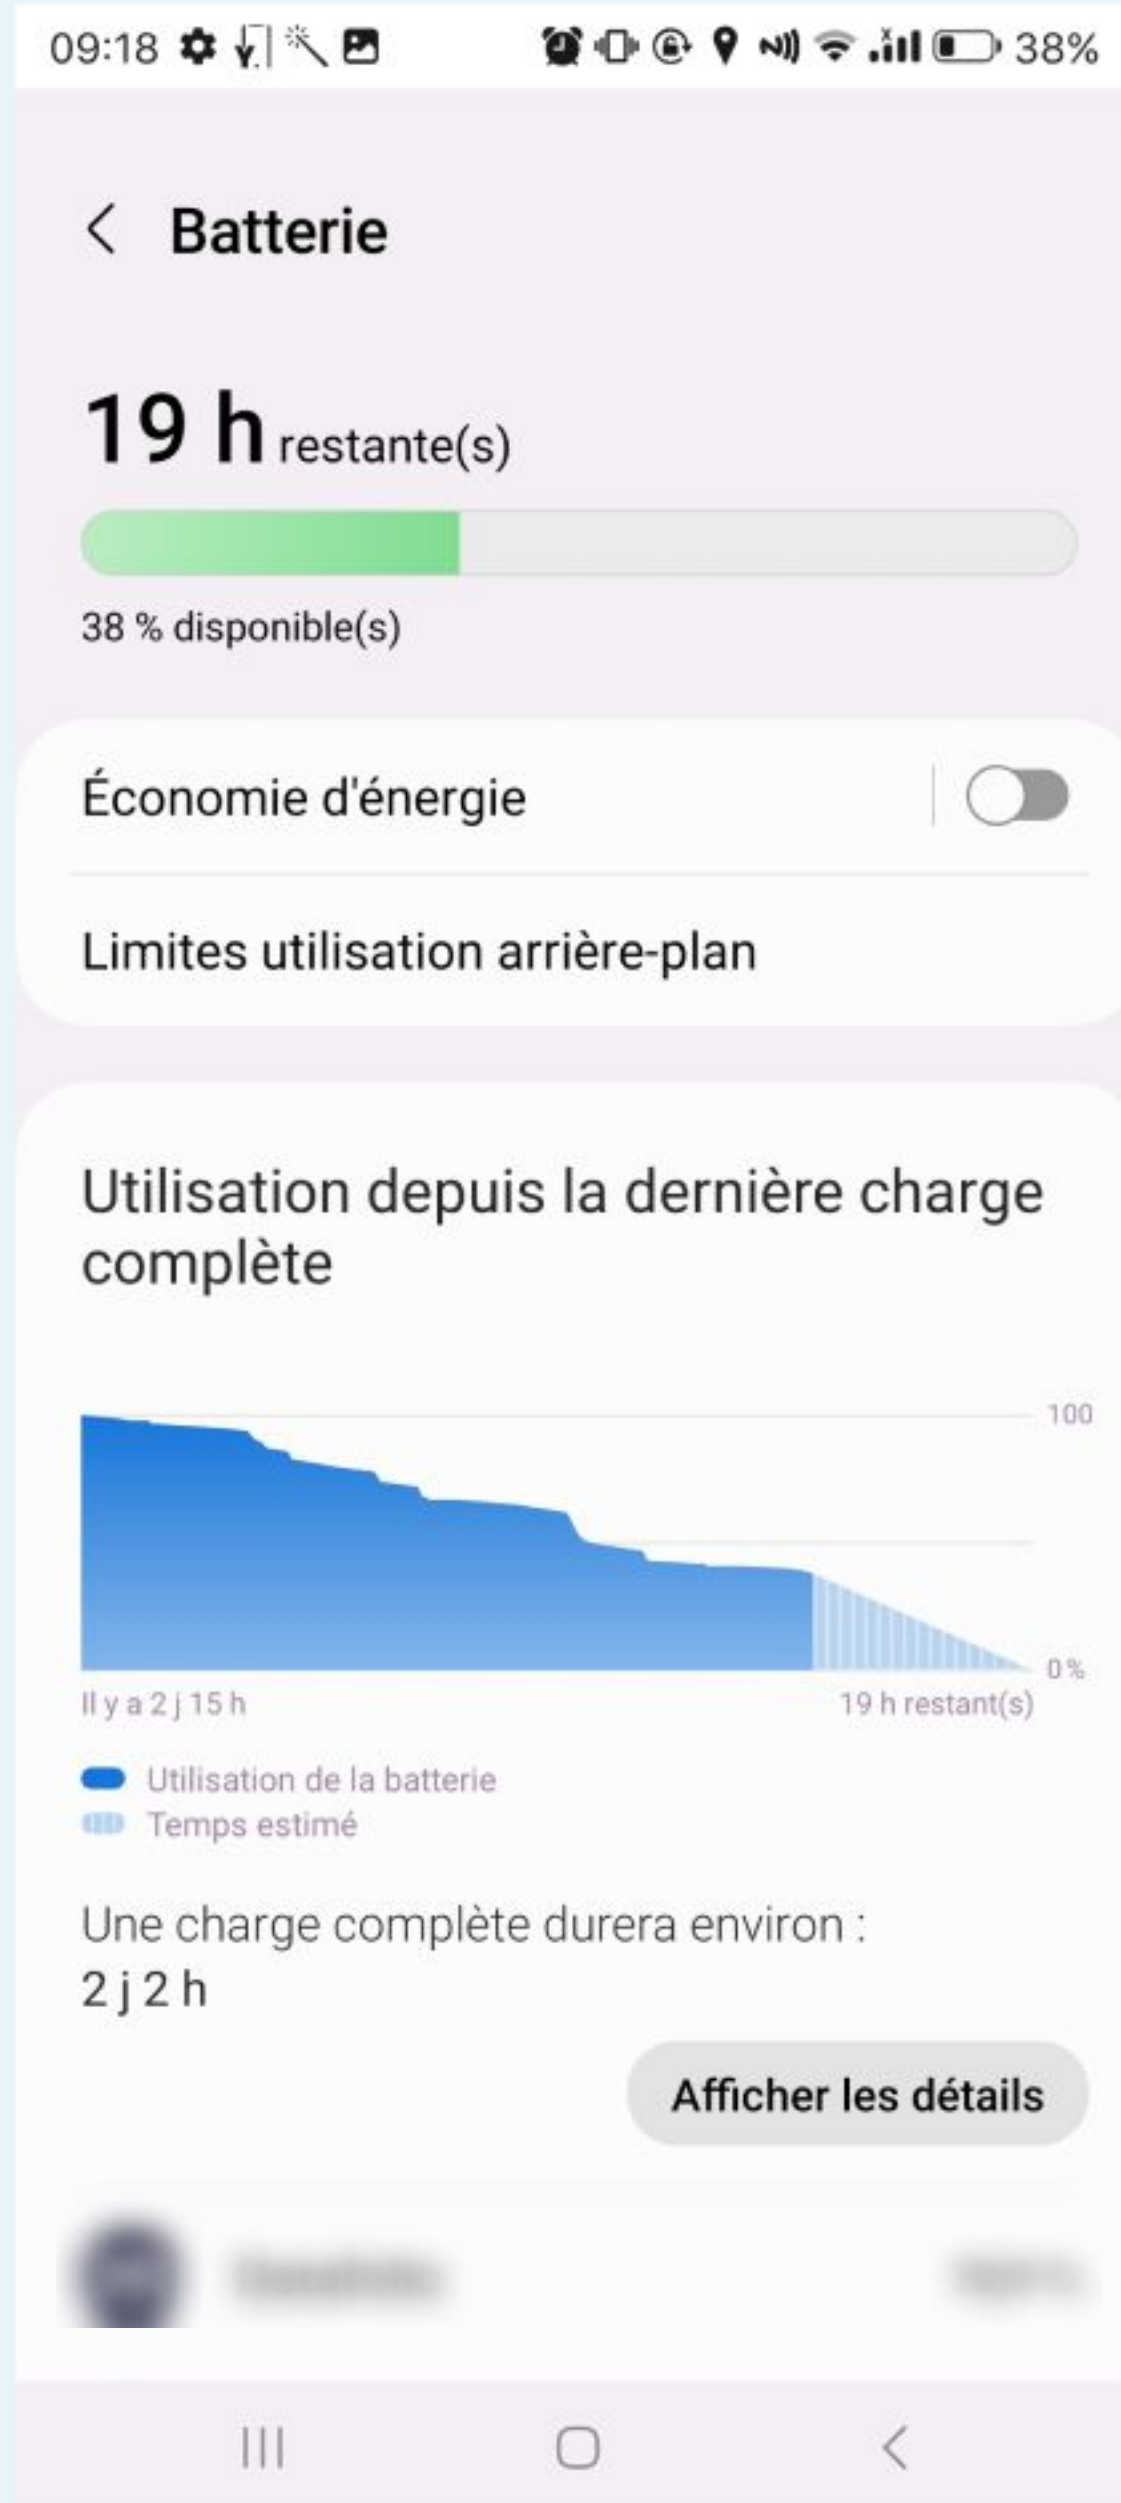 09:18 38%
Batterie
19 h restante(s)
38 % disponible(s)
Économie d'énergie
Limites utilisation arrière-plan
Utilisation depuis la dernière charge
complète
100
0%
Il y a 2 j 15 h 19 h restant(s)
Utilisation de la batterie
Temps estimé
Une charge complète durera environ :
2 j 2 h
Afficher les détails